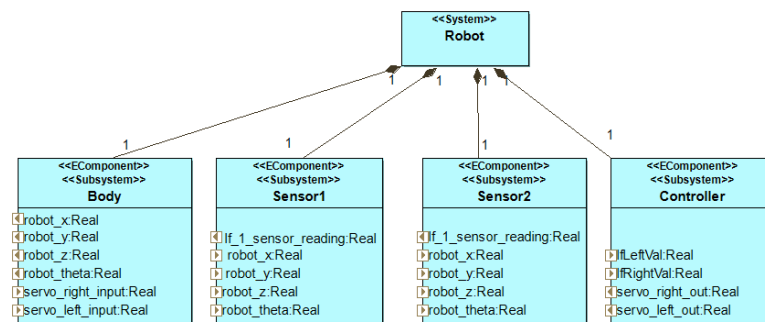 <<System>>
Robot
1
1
1
1
1
1
1
1
<<EComponent>>
<<Subsystem>>
Body
robot_x:Real
robot_y:Real
robot_z:Real
robot_theta:Real
servo_right_input:Real
servo_left_input:Real
<<EComponent>>
<<Subsystem>>
Sensor1
lf_1_sensor_reading:Real
robot_x:Real
robot_y:Real
robot_z:Real
robot_theta:Real
<<EComponent>>
<<Subsystem>>
Sensor2
lf_1_sensor_reading:Real
robot_x:Real
robot_y:Real
robot_z:Real
robot_theta:Real
<<EComponent>>
<<Subsystem>>
Controller
lfLeftVal:Real
lfRightVal:Real
servo_right_out:Real
servo_left_out:Real